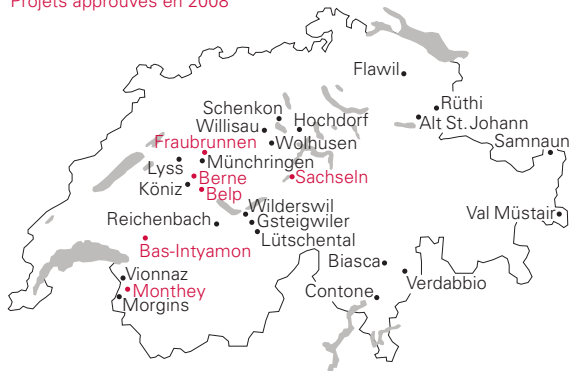 Projets approuvés en 2008
Flawil
Rüthi
Alt St. Johann
Samnaun
Schenkon
Hochdorf
Willisau
Wolhusen
Fraubrunnen
Münchringen
Lyss
Berne
Köniz
Belp
Sachseln
Wilderswil
Gsteigwiler
Lütschental
Reichenbach
Val Müstair
Bas-Intyamon
Biasca
Verdabbio
Contone
Vionnaz
Monthey
Morgins